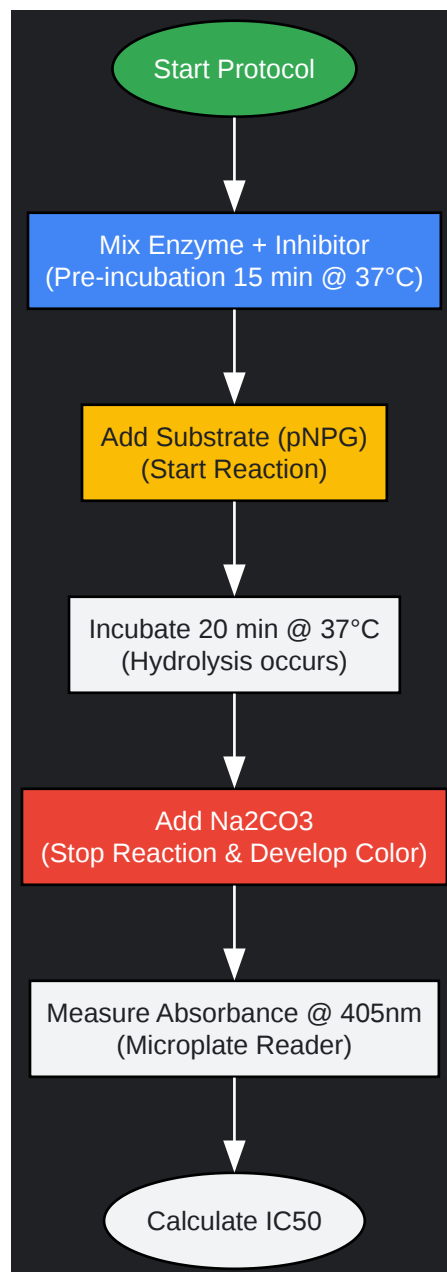 Start Protocol
Mix Enzyme + Inhibitor
(Pre-incubation 15 min @ 37°C)
Add Substrate (pNPG)
(Start Reaction)
Incubate 20 min @ 37°C
(Hydrolysis occurs)
Add Na2CO3
(Stop Reaction & Develop Color)
Measure Absorbance @ 405nm
(Microplate Reader)
Calculate IC50